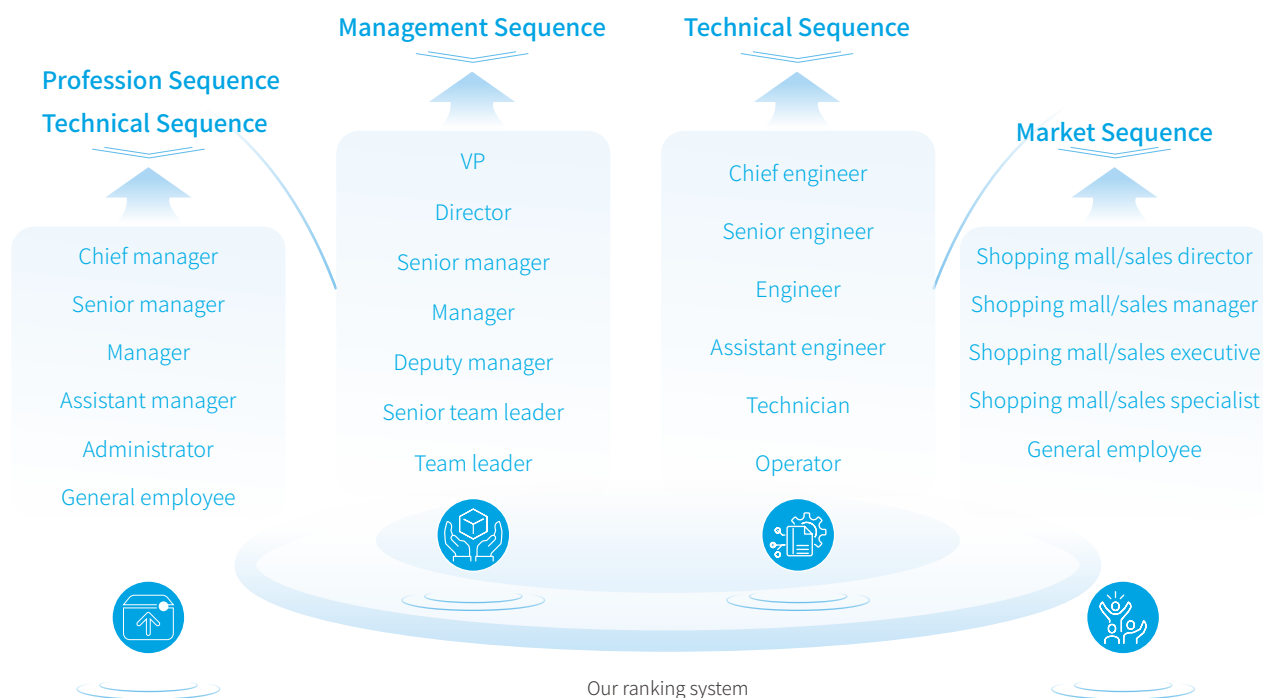 Profession Sequence
Technical Sequence
Chief manager
Senior manager
Manager
Assistant manager
Administrator
General employee
Management Sequence
VP
Director
Senior manager
Manager
Deputy manager
Senior team leader
Team leader
Technical Sequence
Chief engineer
Senior engineer
Engineer
Assistant engineer
Technician
Operator
Market Sequence
Shopping mall/sales director
Shopping mall/sales manager
Shopping mall/sales executive
Shopping mall/sales specialist
General employee
Our ranking system